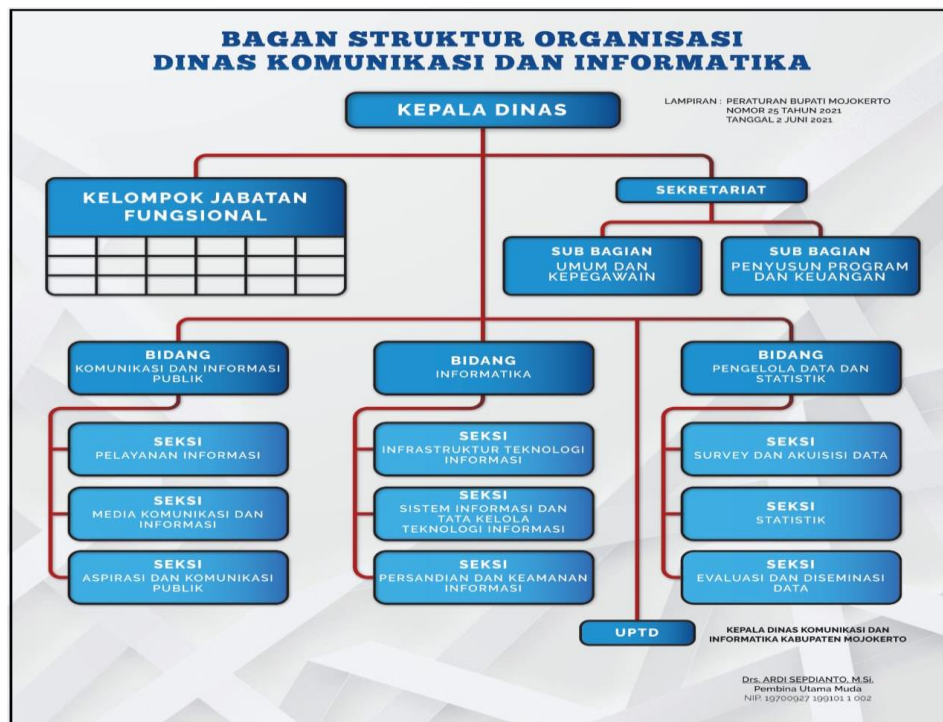 BAGAN STRUKTUR ORGANISASI
DINAS KOMUNIKASI DAN INFORMATIKA
KEPALA DINAS
LAMPIRAN : PERATURAN BUPATI MOJOKERTO
NOMOR 25 TAHUN 2021
TANGGAL 2 JUNI 2021
KELOMPOK JABATAN
FUNGSIONAL
SEKRETARIAT
SUB BAGIAN
UMUM DAN
KEPEGAWAIN
SUB BAGIAN
PENYUSUN PROGRAM
DAN KEUANGAN
BIDANG
KOMUNIKASI DAN INFORMASI
PUBLIK
SEKSI
PELAYANAN INFORMASI
SEKSI
MEDIA KOMUNIKASI DAN
INFORMASI
SEKSI
ASPIRASI DAN KOMUNIKASI
PUBLIK
BIDANG
INFORMATIKA
SEKSI
INFRASTRUKTUR TEKNOLOGI
INFORMASI
SEKSI
SISTEM INFORMASI DAN
TATA KELOLA
TEKNOLOGI INFORMASI
SEKSI
PERSANDIAN DAN KEAMANAN
INFORMASI
BIDANG
PENGELOLA DATA DAN
STATISTIK
SEKSI
SURVEY DAN AKUISISI DATA
SEKSI
STATISTIK
SEKSI
EVALUASI DAN DISEMINASI
DATA
UPTD
KEPALA DINAS KOMUNIKASI DAN
INFORMATIKA KABUPATEN MOJOKERTO
Drs. ARDI SEPDIANTO, M.Si.
Pembina Utama Muda
NIP. 19700927 199101 1 002